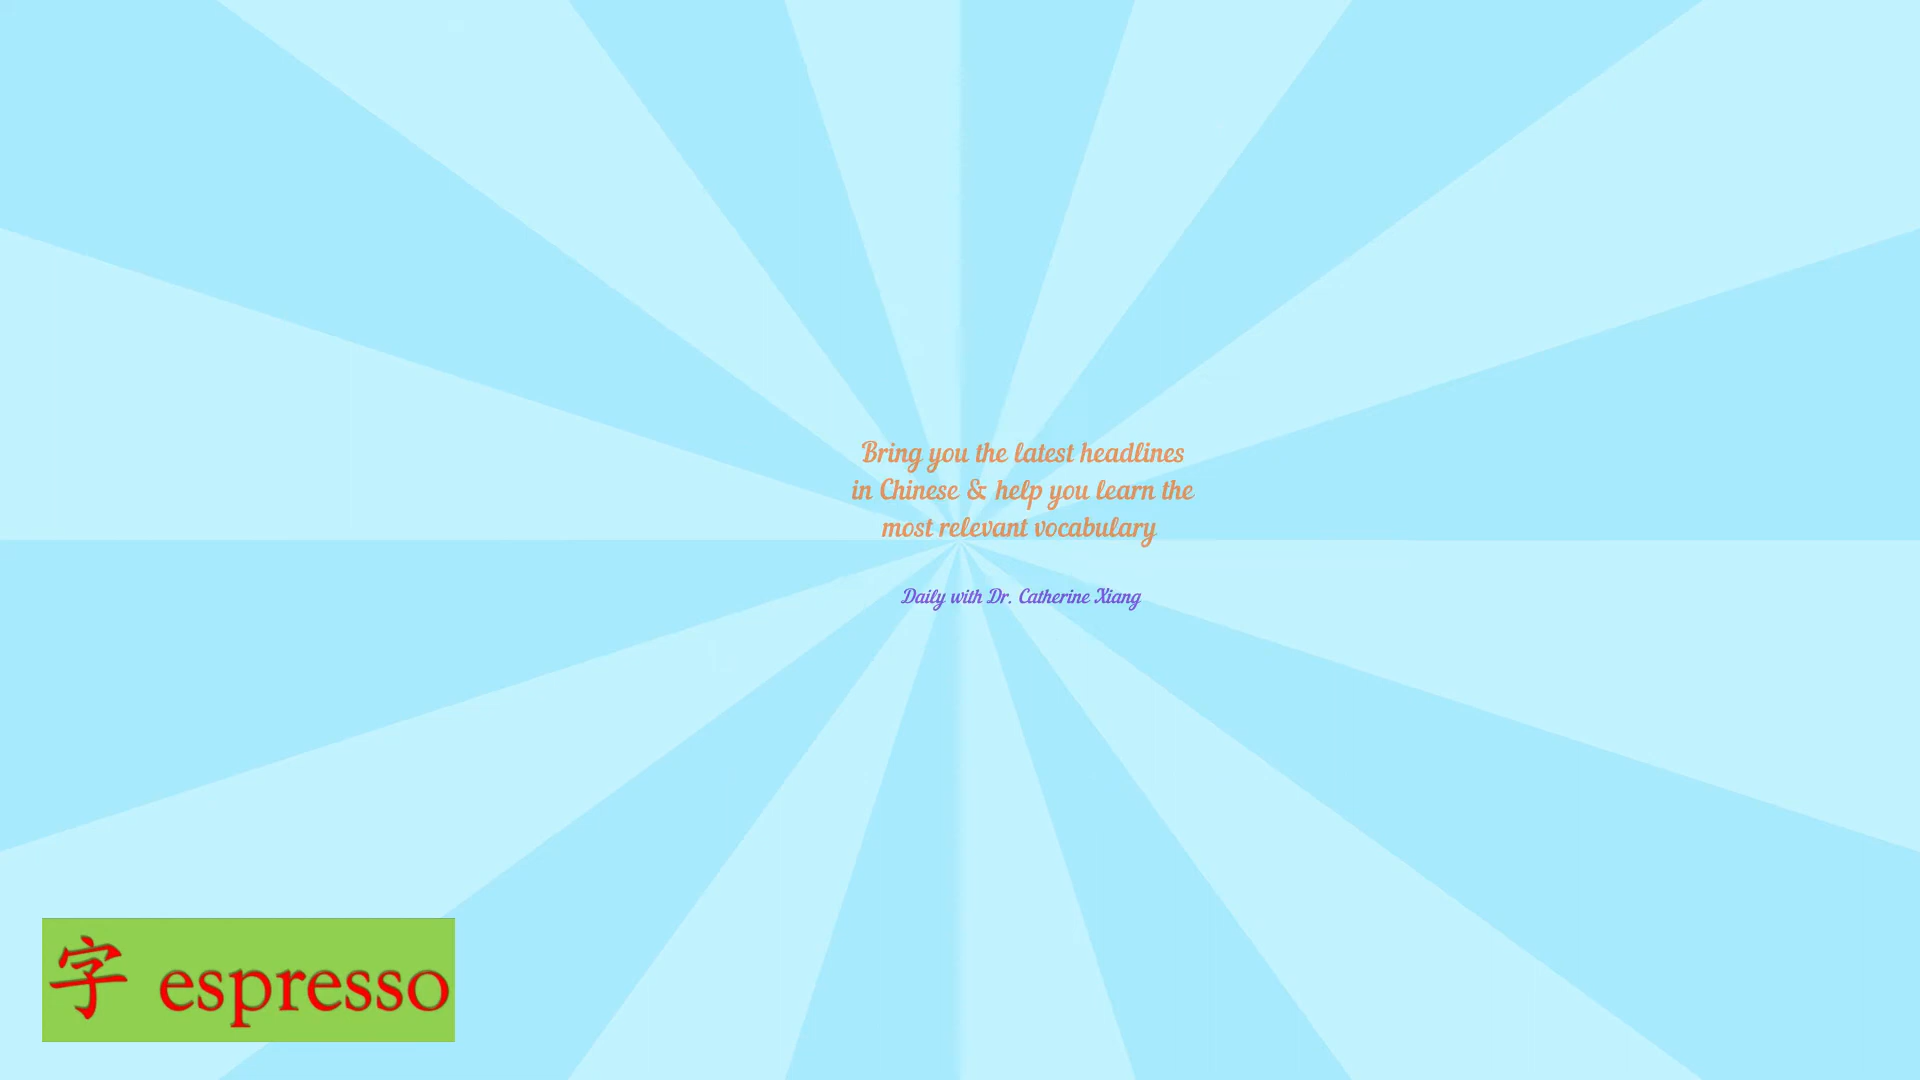 Bring you the latest headlines
in Chinese & help you learn the
most relevant vocabulary
Daily with Dr. Catherine Xiang
字 espresso